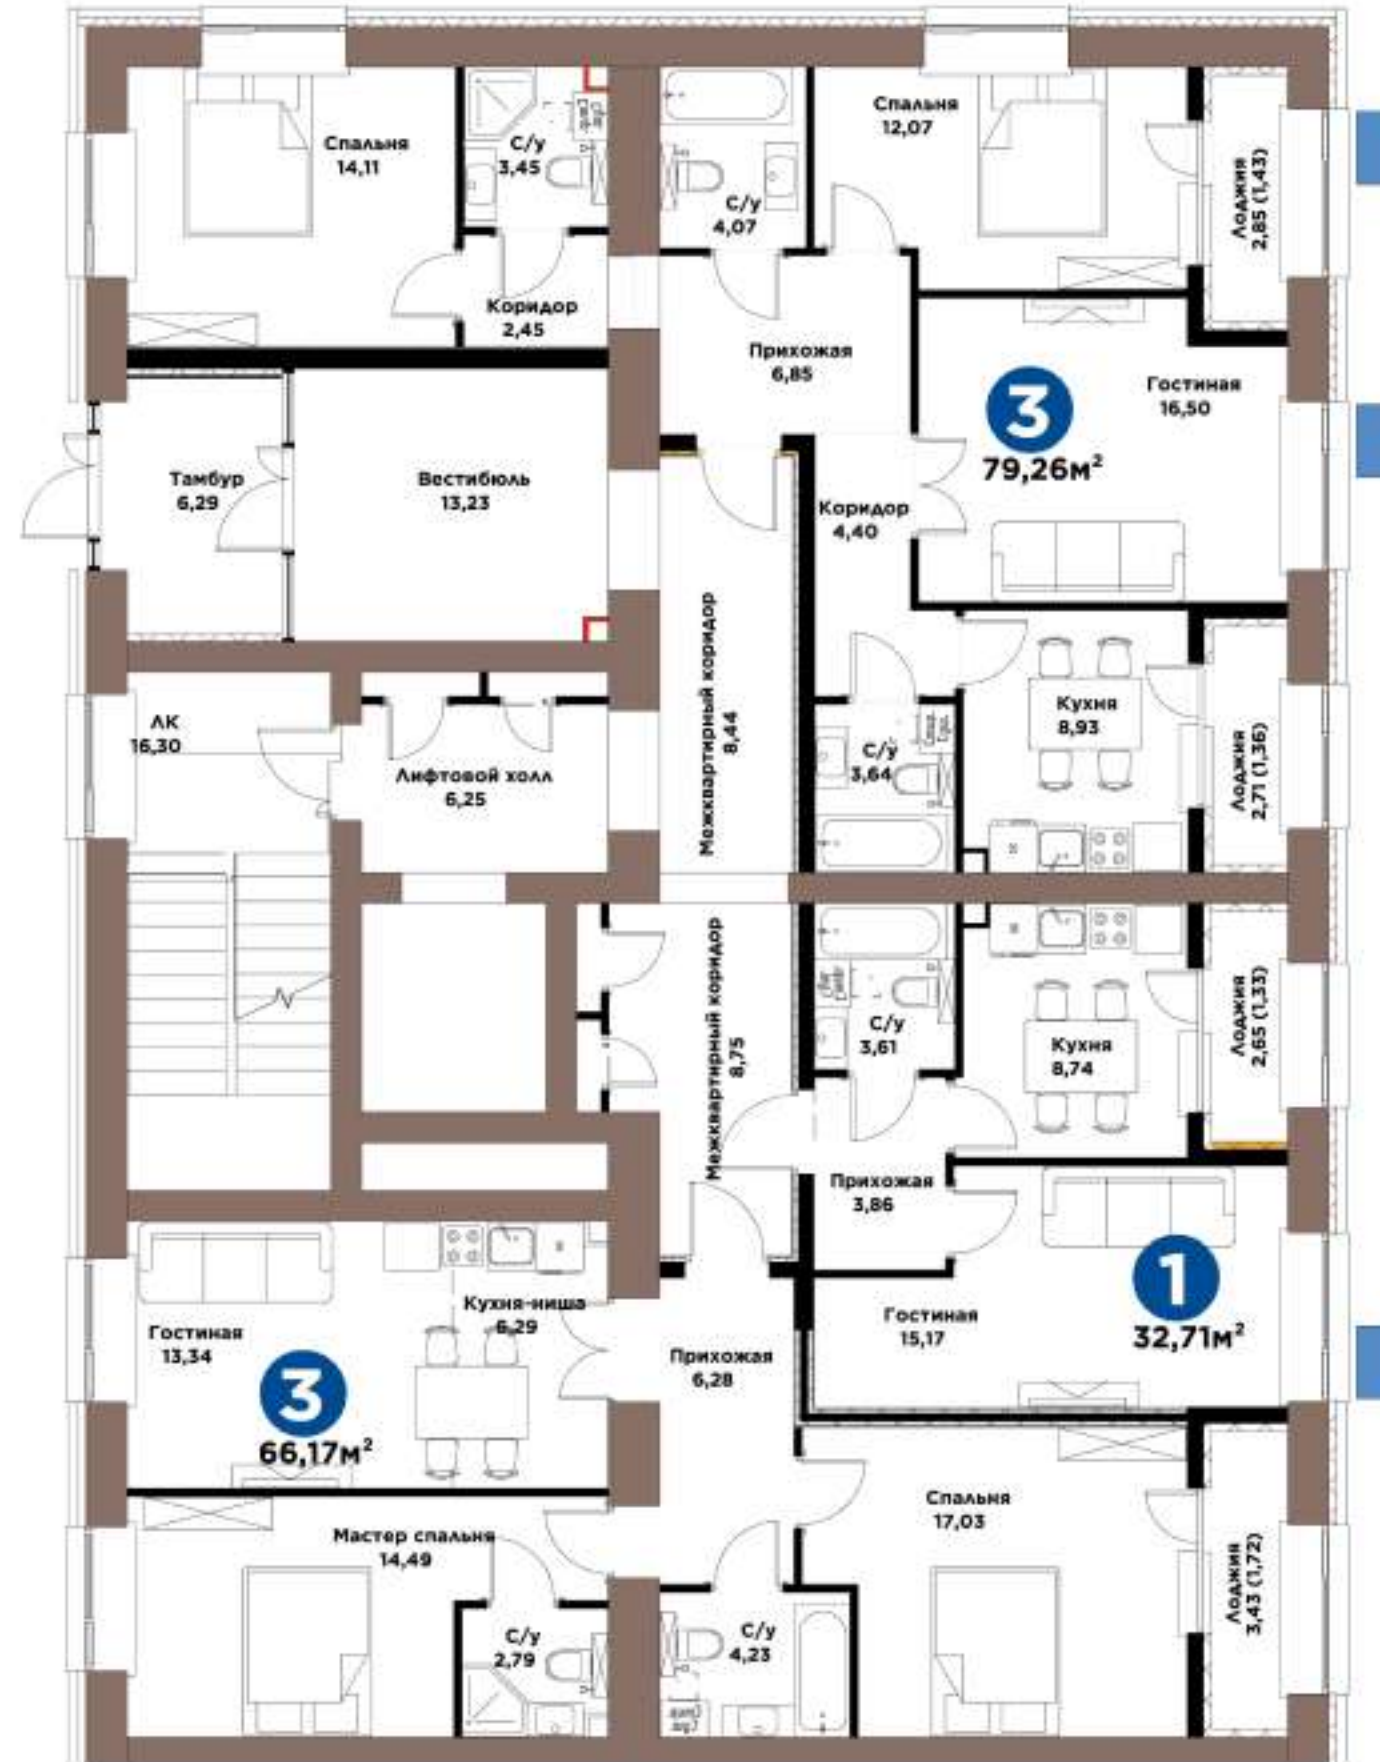 Спальня
14,11
С/у
3,45
Коридор
2,45
С/у
4,07
Спальня
12,07
Лоджия
2,85 (1,43)
Прихожая
6,85
Гостиная
16,50
3
79,26м²
Тамбур
6,29
Вестибюль
13,23
Коридор
4,40
Межквартирный коридор
8,44
ЛК
16,30
Лифтовой холл
6,25
С/у
3,64
Кухня
8,93
Лоджия
2,71 (1,36)
Межквартирный коридор
8,75
С/у
3,61
Кухня
8,74
Лоджия
2,65 (1,33)
Прихожая
3,86
Гостиная
15,17
1
32,71м²
Гостиная
13,34
Кухня-ниша
6,29
3
66,17м²
Прихожая
6,28
Мастер спальня
14,49
С/у
2,79
С/у
4,23
Спальня
17,03
Лоджия
3,43 (1,72)